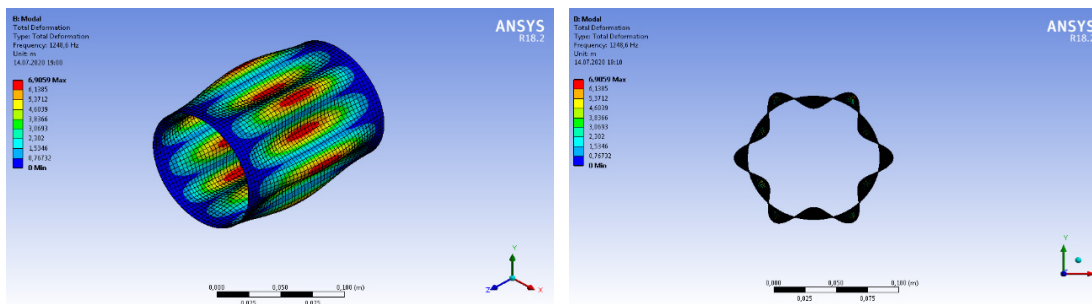 B: Modal
Total Deformation
Type: Total Deformation
Frequency: 1248,6 Hz
Unit: m
14.07.2020 19:08
6,9059 Max
6,1385
5,3712
4,6039
3,8366
3,0693
2,302
1,5346
0,76732
0 Min
ANSYS
R18.2
Y
Z
X
0,000
0,050
0,100 (m)
0,025
0,075
B: Modal
Total Deformation
Type: Total Deformation
Frequency: 1248,6 Hz
Unit: m
14.07.2020 18:10
6,9059 Max
6,1385
5,3712
4,6039
3,8366
3,0693
2,302
1,5346
0,76732
0 Min
ANSYS
R18.2
Y
X
0,000
0,050
0,100 (m)
0,025
0,075